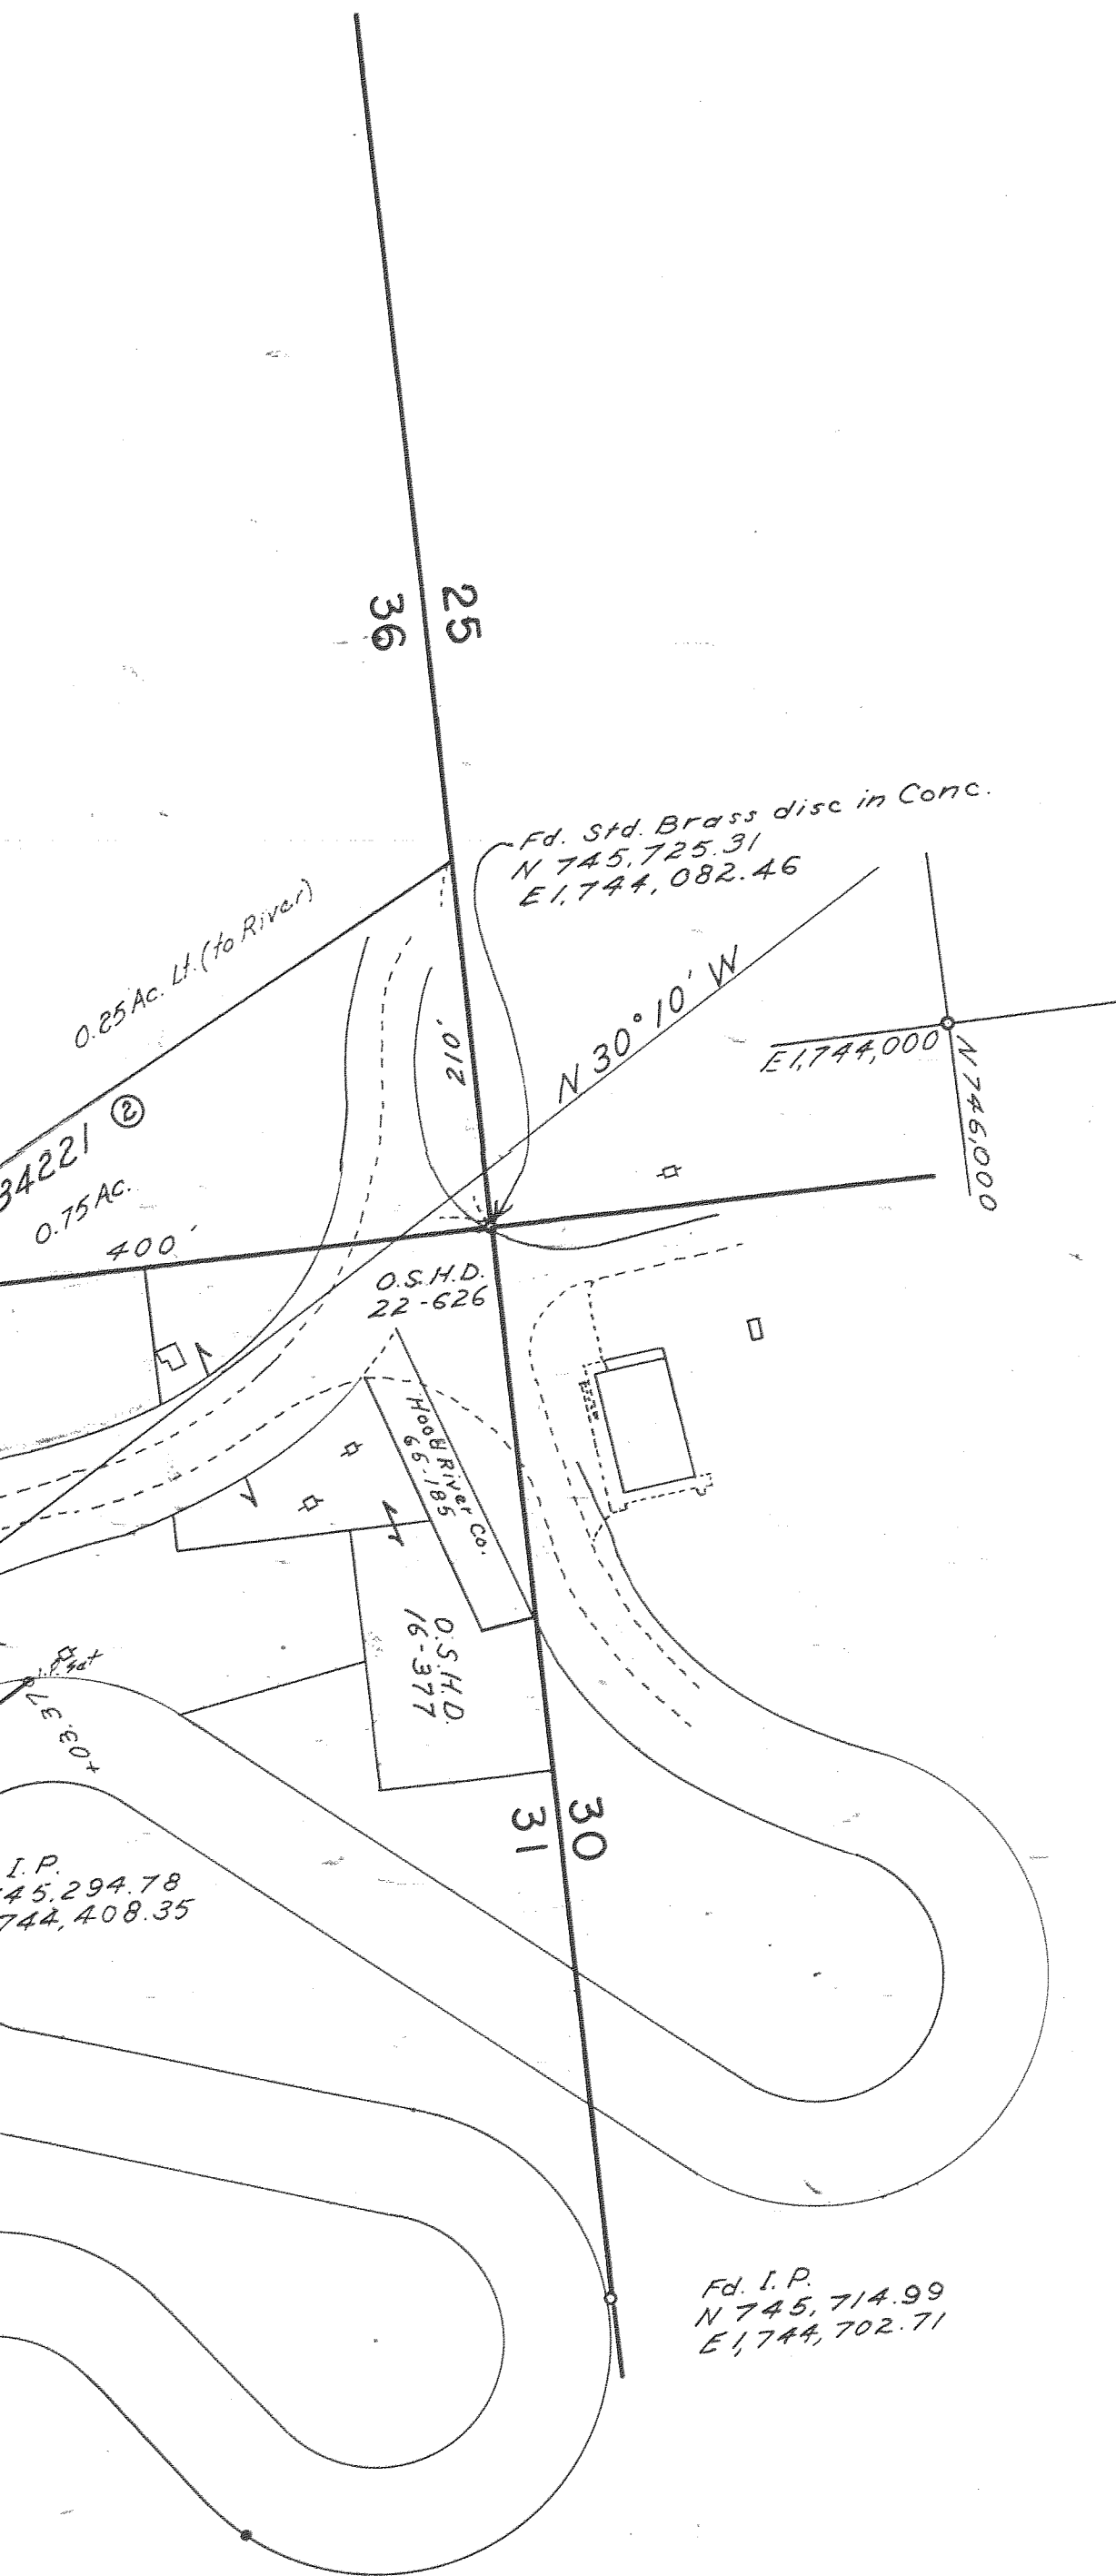 25
36
Fd. Std. Brass disc in Conc.
N 745,725.31
E 1,744,082.46
0.25 Ac. Lt. (to River)
210'
N 30° 10' W
E 1,744,000
N 746,000
34221 ②
0.75 Ac.
400'
O.S.H.D.
22-626
Hood River Co.
66-185
O.S.H.D.
16-377
I.P. set
+03.37
30
31
I.P.
45,294.78
744,408.35
Fd. I.P.
N 745,714.99
E 1,744,702.71